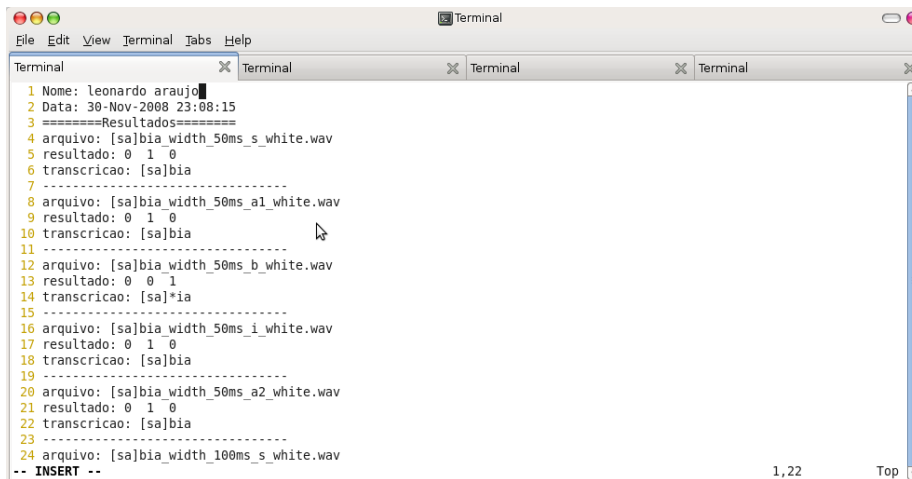 Terminal
File Edit View Terminal Tabs Help
Terminal Terminal Terminal Terminal
1 Nome: leonardo araujo
2 Data: 30-Nov-2008 23:08:15
3 ========Resultados========
4 arquivo: [sa]bia_width_50ms_s_white.wav
5 resultado: 0 1 0
6 transcricao: [sa]bia
7 --------------------------------
8 arquivo: [sa]bia_width_50ms_a1_white.wav
9 resultado: 0 1 0
10 transcricao: [sa]bia
11 --------------------------------
12 arquivo: [sa]bia_width_50ms_b_white.wav
13 resultado: 0 0 1
14 transcricao: [sa]*ia
15 --------------------------------
16 arquivo: [sa]bia_width_50ms_i_white.wav
17 resultado: 0 1 0
18 transcricao: [sa]bia
19 --------------------------------
20 arquivo: [sa]bia_width_50ms_a2_white.wav
21 resultado: 0 1 0
22 transcricao: [sa]bia
23 --------------------------------
24 arquivo: [sa]bia_width_100ms_s_white.wav
-- INSERT -- 1,22 Top